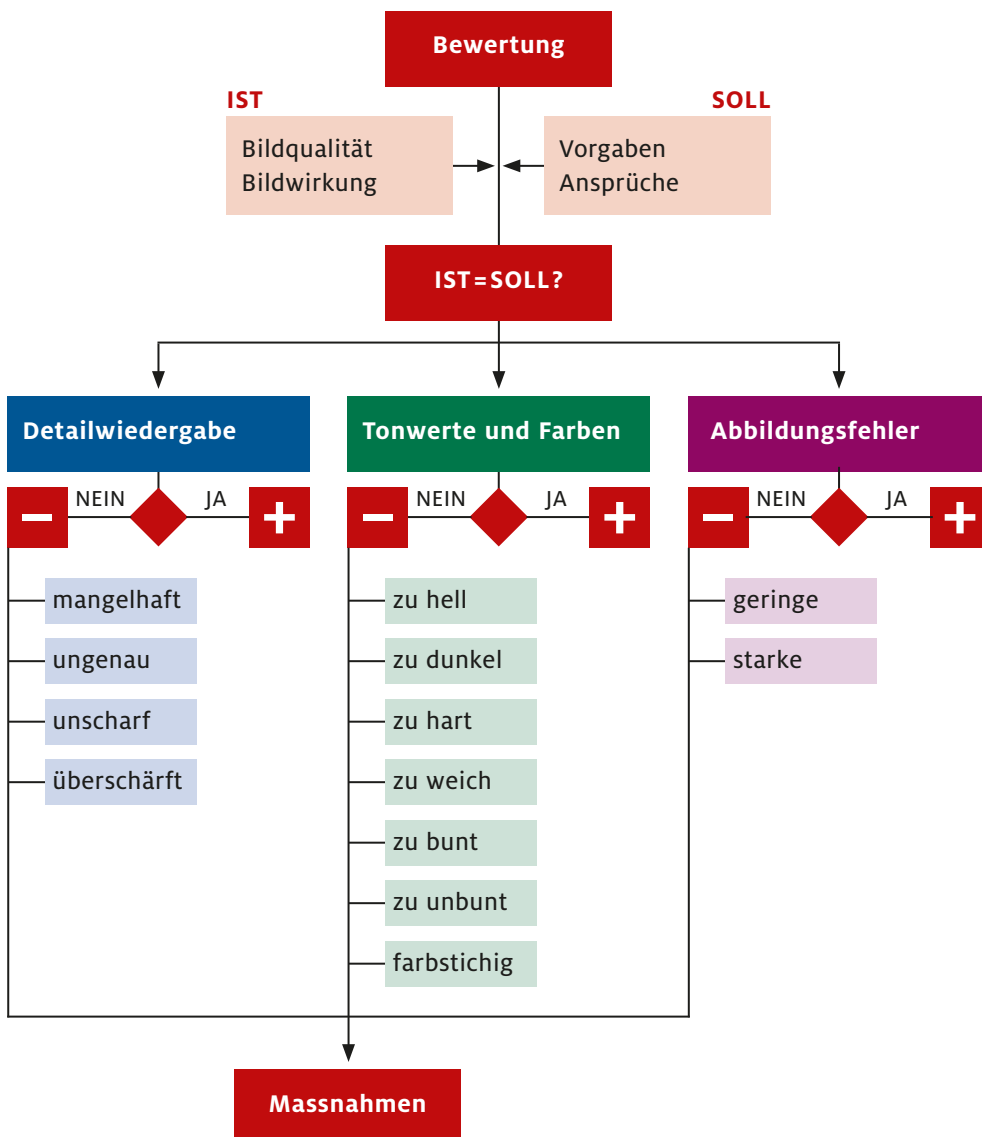 Bewertung
IST
SOLL
Bildqualität
Bildwirkung
Vorgaben
Ansprüche
IST=SOLL?
Detailwiedergabe
NEIN
JA
mangelhaft
ungenau
unscharf
überschärft
Tonwerte und Farben
NEIN
JA
zu hell
zu dunkel
zu hart
zu weich
zu bunt
zu unbunt
farbstichig
Abbildungsfehler
NEIN
JA
geringe
starke
Massnahmen